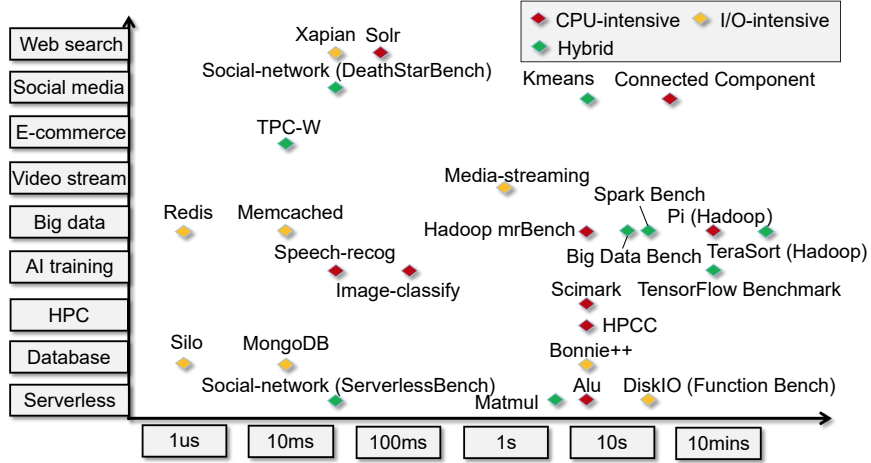 CPU-intensive
I/O-intensive
Hybrid
Web search
Xapian
Solr
Social-network (DeathStarBench)
Social media
Kmeans
Connected Component
E-commerce
TPC-W
Video stream
Media-streaming
Spark Bench
Big data
Redis
Memcached
Hadoop mrBench
Pi (Hadoop)
Big Data Bench
TeraSort (Hadoop)
AI training
Speech-recog
Image-classify
TensorFlow Benchmark
Scimark
HPC
HPCC
Database
Silo
MongoDB
Bonnie++
Social-network (ServerlessBench)
Serverless
Matmul
Alu
DiskIO (Function Bench)
1us
10ms
100ms
1s
10s
10mins